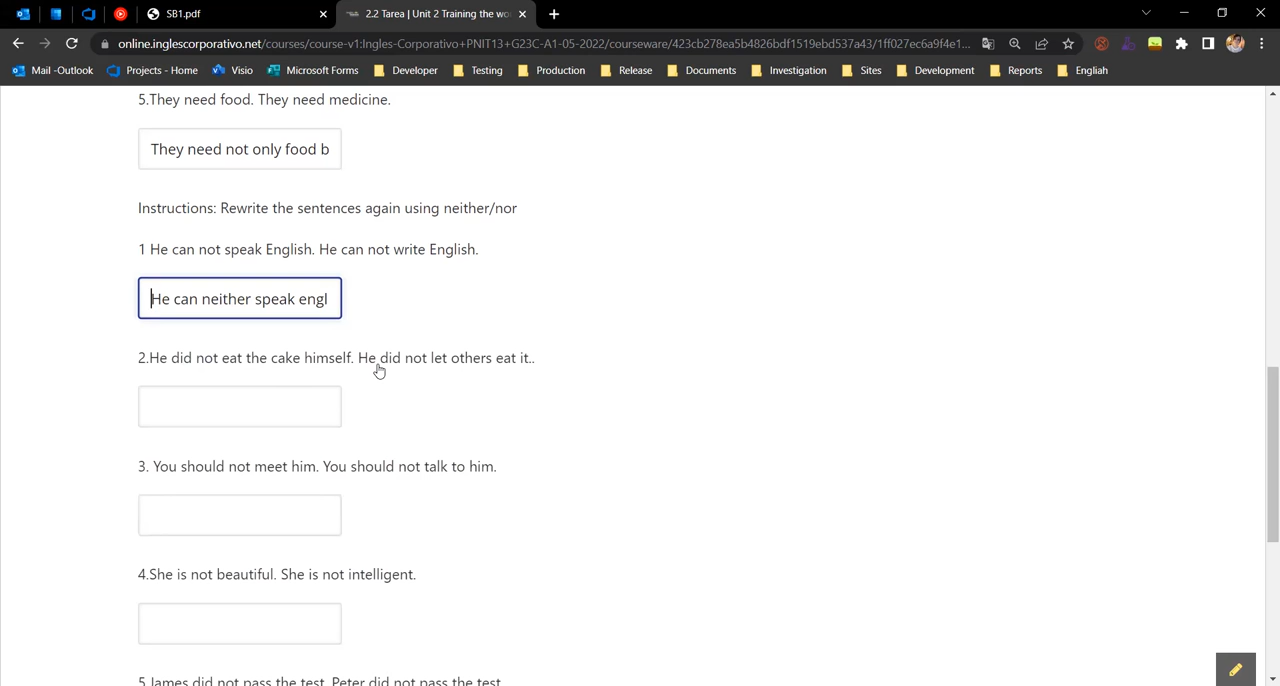 SB1.pdf
2.2 Tarea | Unit 2 Training the wo
online.inglescorporativo.net/courses/course-v1:Ingles-Corporativo+PNIT13+G23C-A1-05-2022/courseware/423cb278ea5b4826bdf1519ebd537a43/1ff027ec6a9f4e1...
Mail -Outlook Projects - Home Visio Microsoft Forms Developer Testing Production Release Documents Investigation Sites Development Reports Engliah
5.They need food. They need medicine.
They need not only food b
Instructions: Rewrite the sentences again using neither/nor
1 He can not speak English. He can not write English.
He can neither speak engl
2.He did not eat the cake himself. He did not let others eat it..
3. You should not meet him. You should not talk to him.
4.She is not beautiful. She is not intelligent.
5.James did not pass the test. Peter did not pass the test.